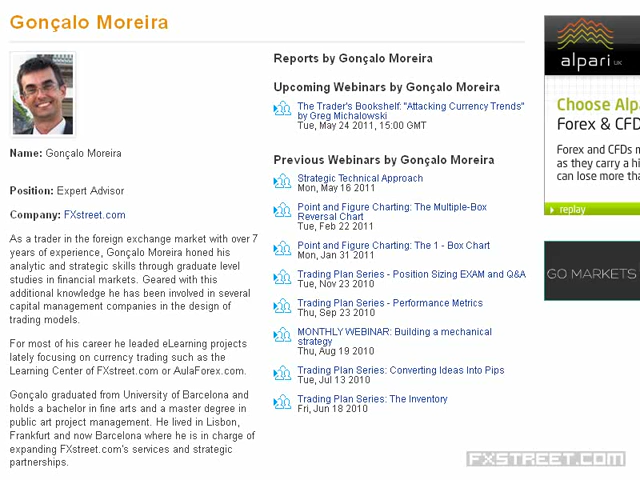 Gonçalo Moreira
Name: Gonçalo Moreira
Position: Expert Advisor
Company: FXstreet.com
As a trader in the foreign exchange market with over 7
years of experience, Gonçalo Moreira honed his
analytic and strategic skills through graduate level
studies in financial markets. Geared with this
additional knowledge he has been involved in several
capital management companies in the design of
trading models.
For most of his career he leaded eLearning projects
lately focusing on currency trading such as the
Learning Center of FXstreet.com or AulaForex.com.
Gonçalo graduated from University of Barcelona and
holds a bachelor in fine arts and a master degree in
public art project management. He lived in Lisbon,
Frankfurt and now Barcelona where he is in charge of
expanding FXstreet.com's services and strategic
partnerships.
Reports by Gonçalo Moreira
Upcoming Webinars by Gonçalo Moreira
The Trader's Bookshelf: "Attacking Currency Trends"
by Greg Michalowski
Tue, May 24 2011, 15:00 GMT
Previous Webinars by Gonçalo Moreira
Strategic Technical Approach
Mon, May 16 2011
Point and Figure Charting: The Multiple-Box
Reversal Chart
Tue, Feb 22 2011
Point and Figure Charting: The 1 - Box Chart
Mon, Jan 31 2011
Trading Plan Series - Position Sizing EXAM and Q&A
Tue, Nov 23 2010
Trading Plan Series - Performance Metrics
Thu, Sep 23 2010
MONTHLY WEBINAR: Building a mechanical
strategy
Thu, Aug 19 2010
Trading Plan Series: Converting Ideas Into Pips
Tue, Jul 13 2010
Trading Plan Series: The Inventory
Fri, Jun 18 2010
alpari UK
Choose Alp
Forex & CFD
Forex and CFDs
as they carry a hi
can lose more tha
replay
GO MARKETS
FXSTREET.COM